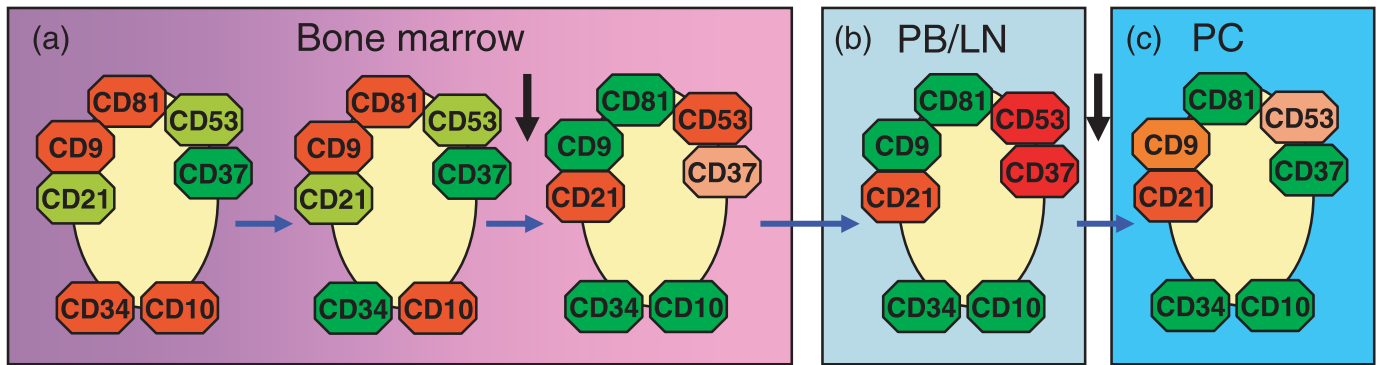 (a) Bone marrow
CD81
CD53
CD9
CD37
CD21
CD34 CD10
CD81
CD53
CD9
CD37
CD21
CD34 CD10
CD81
CD53
CD9
CD37
CD21
CD34 CD10
(b) PB/LN
CD81
CD53
CD9
CD37
CD21
CD34 CD10
(c) PC
CD81
CD53
CD9
CD37
CD21
CD34 CD10